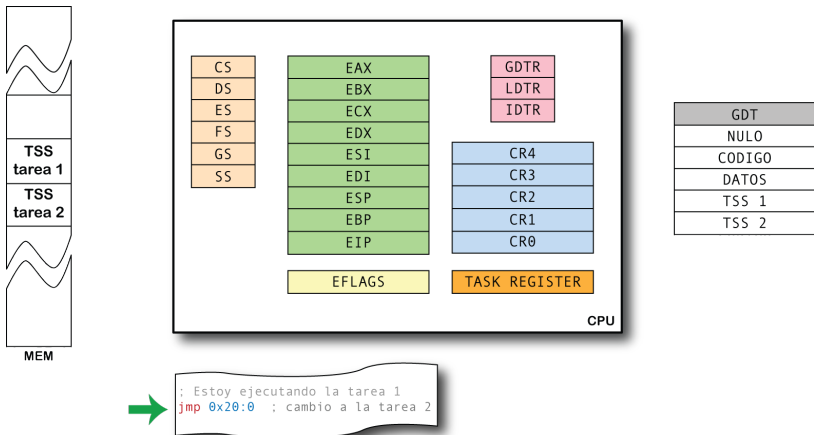 TSS
tarea 1
TSS
tarea 2
MEM
CS
DS
ES
FS
GS
SS
EAX
EBX
ECX
EDX
ESI
EDI
ESP
EBP
EIP
EFLAGS
GDTR
LDTR
IDTR
CR4
CR3
CR2
CR1
CR0
TASK REGISTER
CPU
GDT
NULO
CODIGO
DATOS
TSS 1
TSS 2
; Estoy ejecutando la tarea 1
jmp 0x20:0 ; cambio a la tarea 2